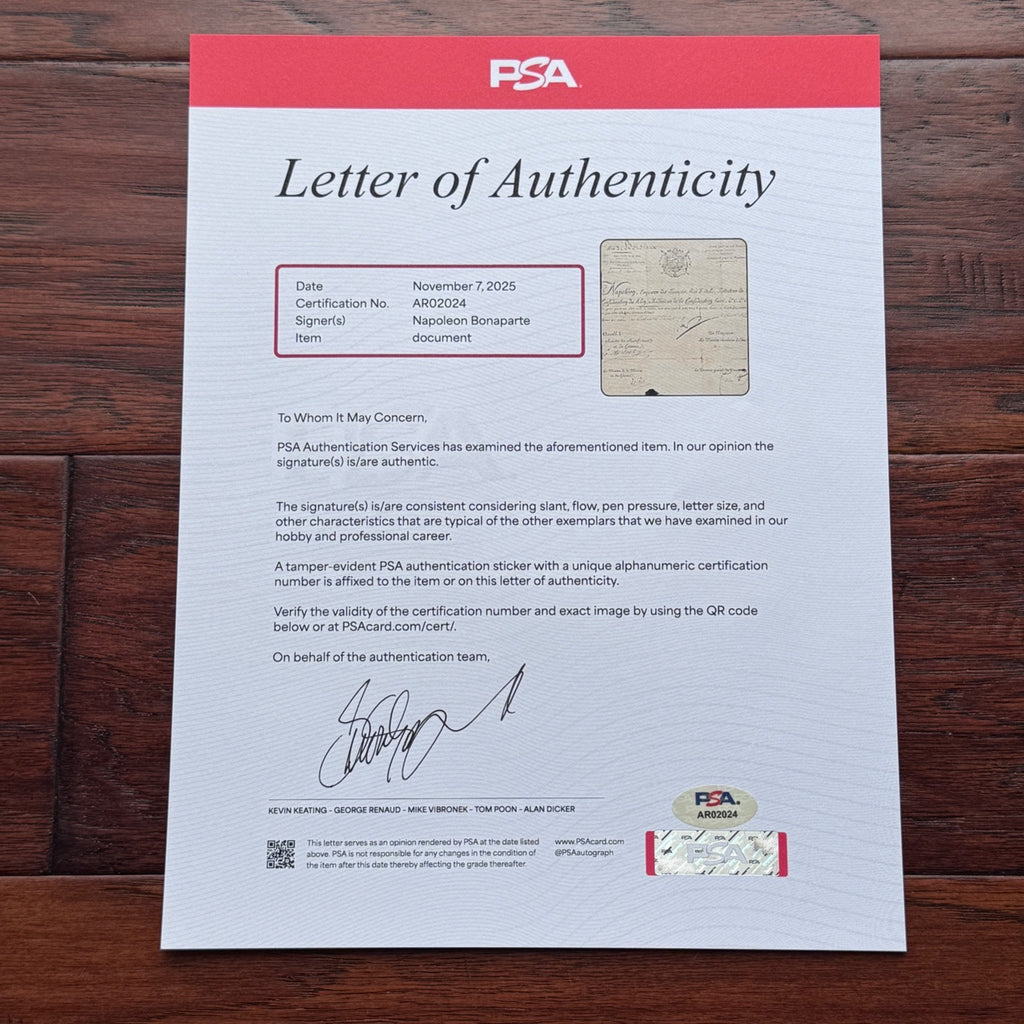 PSA
Letter of Authenticity
Date November 7, 2025
Certification No. AR02024
Signer(s) Napoleon Bonaparte
Item document
Napoléon,
To Whom It May Concern,
PSA Authentication Services has examined the aforementioned item. In our opinion the
signature(s) is/are authentic.
The signature(s) is/are consistent considering slant, flow, pen pressure, letter size, and
other characteristics that are typical of the other exemplars that we have examined in our
hobby and professional career.
A tamper-evident PSA authentication sticker with a unique alphanumeric certification
number is affixed to the item or on this letter of authenticity.
Verify the validity of the certification number and exact image by using the QR code
below or at PSAcard.com/cert/.
On behalf of the authentication team,
KEVIN KEATING - GEORGE RENAUD - MIKE VIBRONEK - TOM POON - ALAN DICKER
This letter serves as an opinion rendered by PSA at the date listed
above. PSA is not responsible for any changes in the condition of
the item after this date thereby affecting the grade thereafter.
www.PSAcard.com
@PSAautograph
PSA
AR02024
PSA